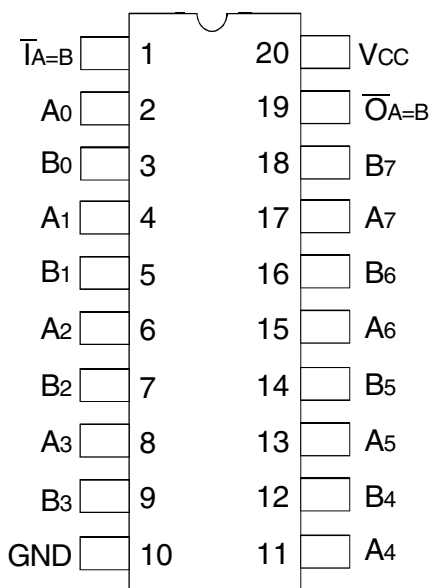 I̅A=B 1 20 VCC
A0 2 19 O̅A=B
B0 3 18 B7
A1 4 17 A7
B1 5 16 B6
A2 6 15 A6
B2 7 14 B5
A3 8 13 A5
B3 9 12 B4
GND 10 11 A4